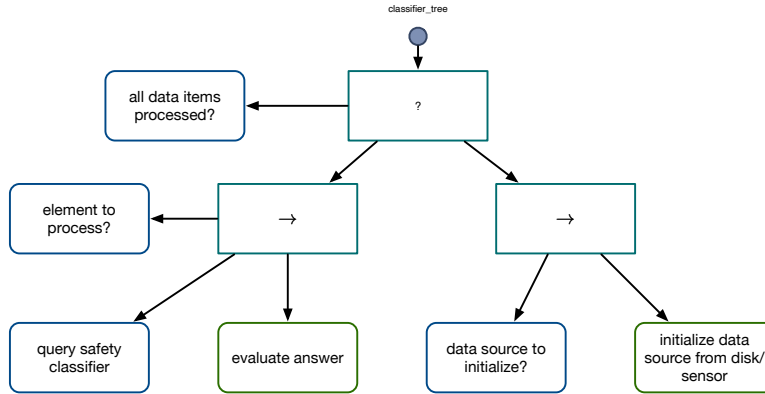 classifier_tree
all data items
processed?
?
element to
process?
→
→
query safety
classifier
evaluate answer
data source to
initialize?
initialize data
source from disk/
sensor